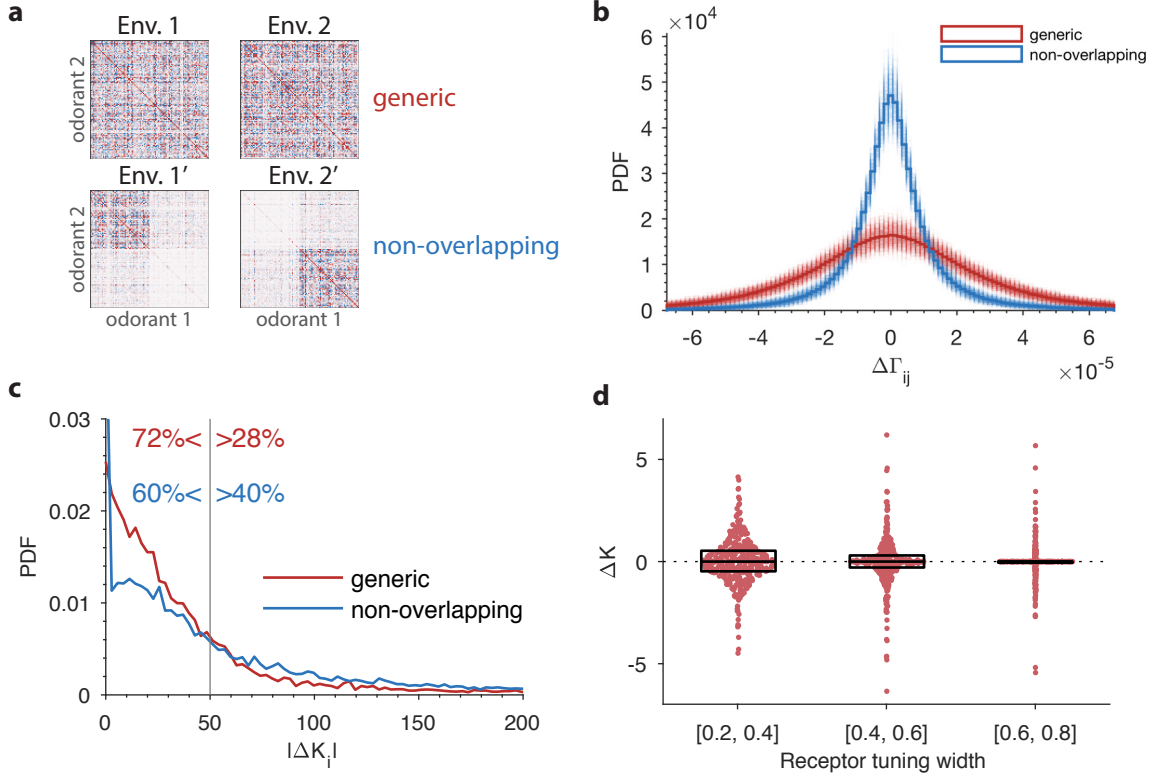 a
Env. 1
Env. 2
odorant 2
generic
Env. 1'
Env. 2'
odorant 2
non-overlapping
odorant 1
odorant 1
b
×10⁴
6
5
4
3
2
1
0
PDF
generic
non-overlapping
-6 -4 -2 0 2 4 6
ΔΓij
×10⁻⁵
c
0.03
0.02
0.01
0
PDF
72%< >28%
60%< >40%
generic
non-overlapping
0 50 100 150 200
|ΔKi|
d
5
0
-5
ΔK
[0.2, 0.4] [0.4, 0.6] [0.6, 0.8]
Receptor tuning width